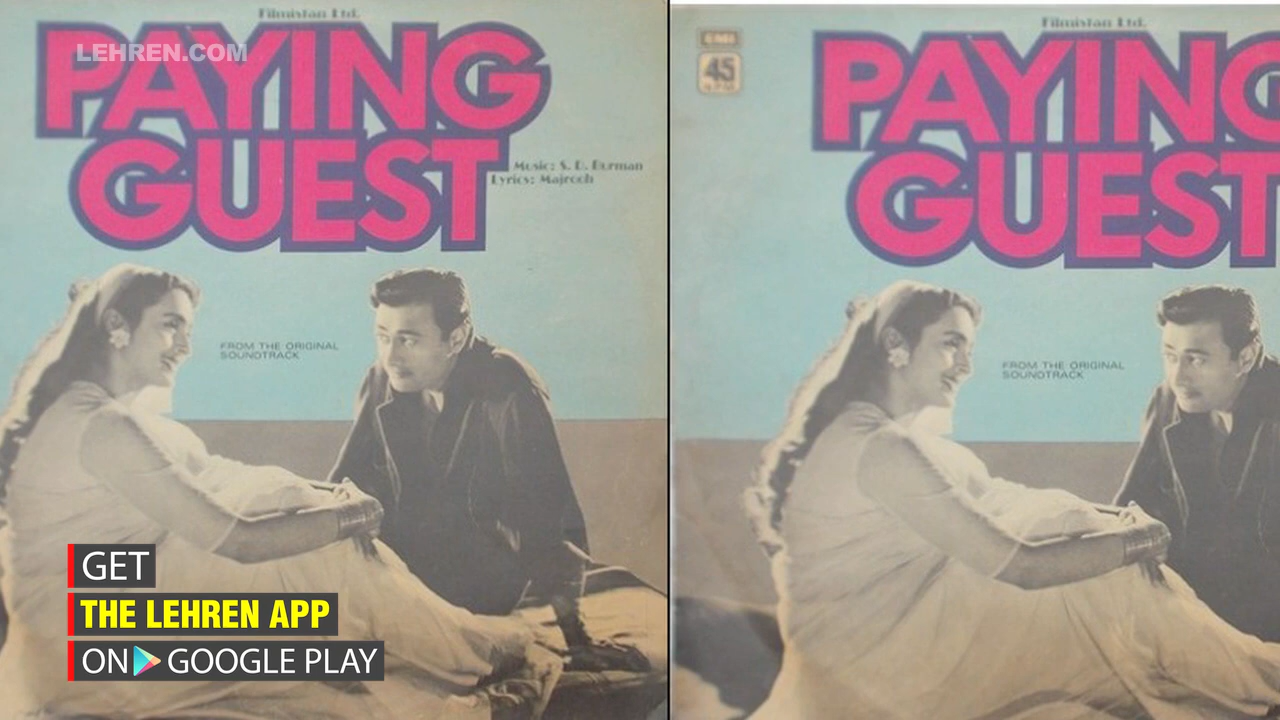 LEHREN.COM
Filmistan Ltd.
PAYING
GUEST
Music: S. D. Burman
Lyrics: Majrooh
FROM THE ORIGINAL
SOUNDTRACK
GET
THE LEHREN APP
ON GOOGLE PLAY
Filmistan Ltd.
EMI
45
PAYING
GUEST
FROM THE ORIGINAL
SOUNDTRACK